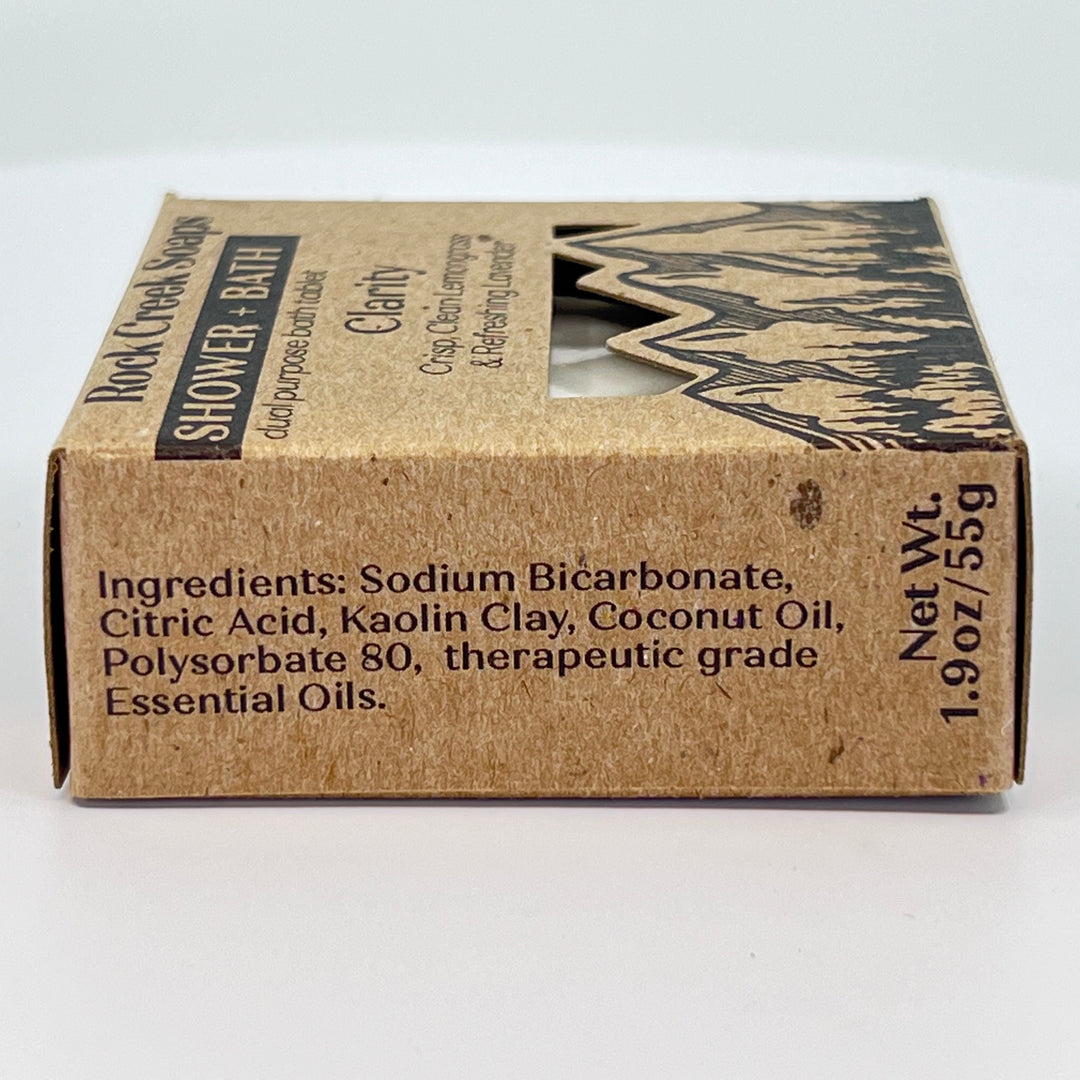 Rock Creek Soaps
SHOWER + BATH
dual purpose bath tablet
Clarity
Crisp, Clean Lemongrass
& Refreshing Lavender
Ingredients: Sodium Bicarbonate,
Citric Acid, Kaolin Clay, Coconut Oil,
Polysorbate 80, therapeutic grade
Essential Oils.
Net Wt.
1.9oz/55g